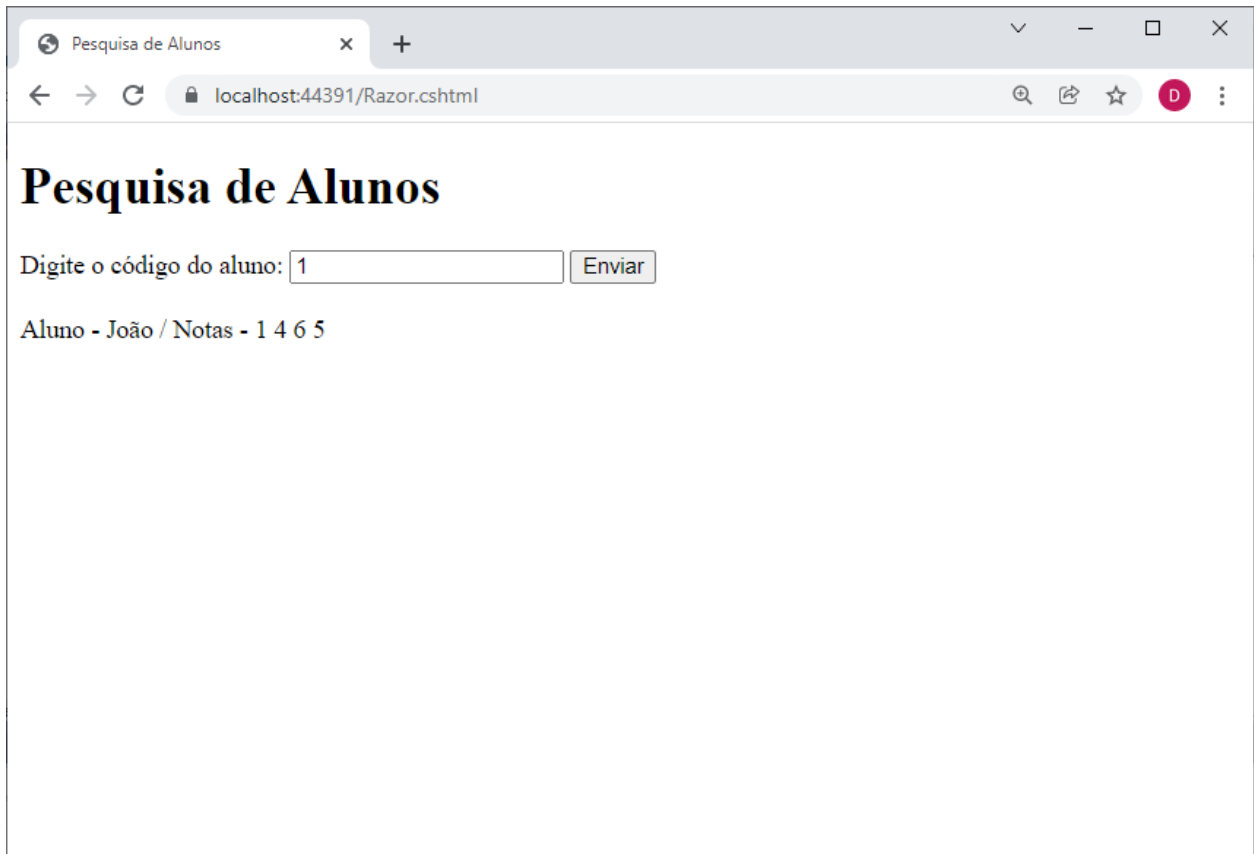 Pesquisa de Alunos
localhost:44391/Razor.cshtml
D
Pesquisa de Alunos
Digite o código do aluno: 1 Enviar
Aluno - João / Notas - 1 4 6 5